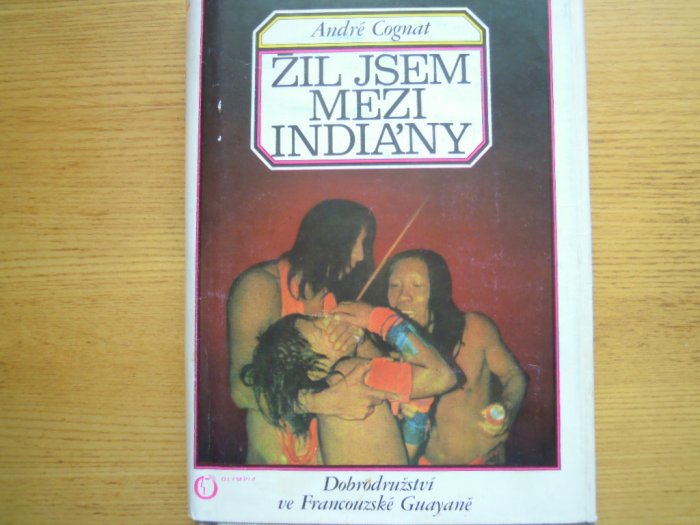 André Cognat
ŽIL JSEM
MEZI
INDIÁNY
OLYMPIA
Dobrodružství
ve Francouzské Guayaně